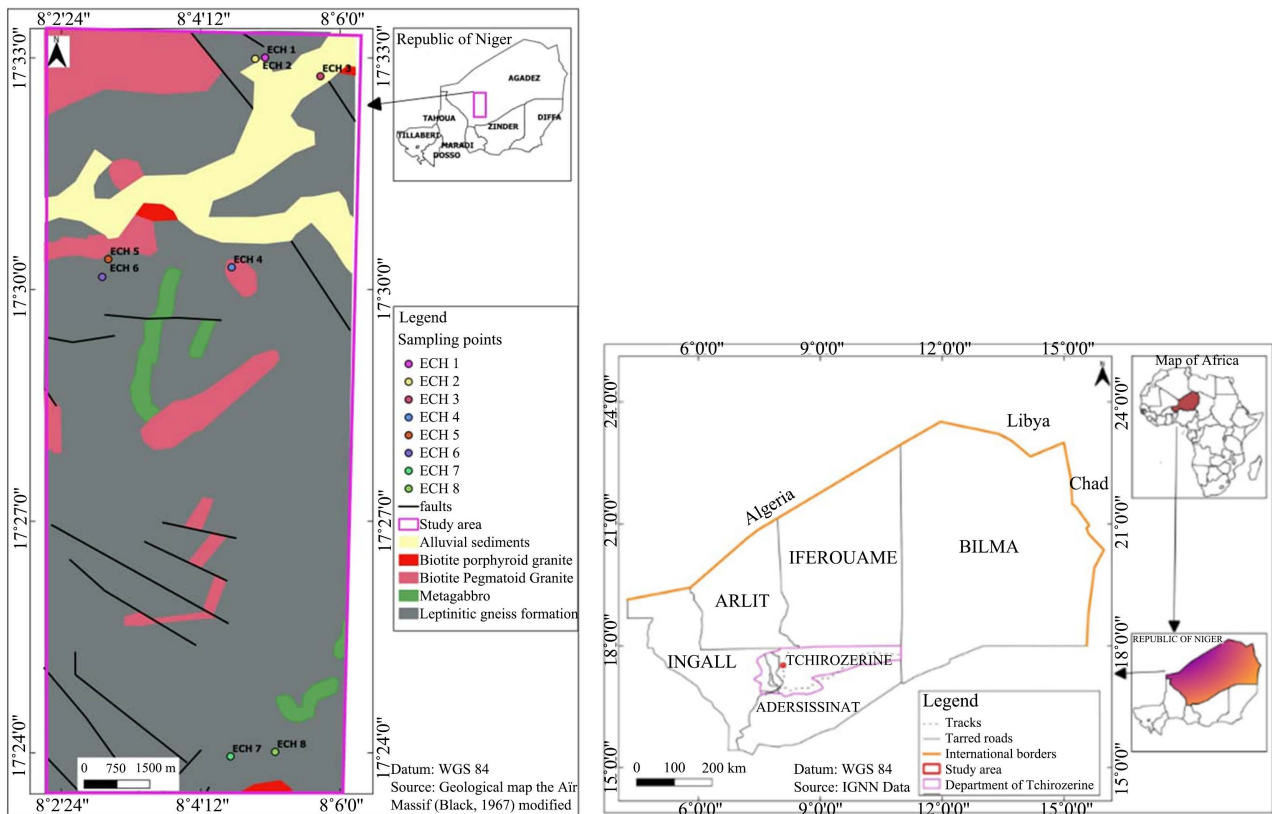 8°2'24" 8°4'12" 8°6'0"
N
17°33'0"
17°30'0"
17°27'0"
17°24'0"
ECH 1
ECH 2
ECH 3
ECH 5
ECH 6
ECH 4
ECH 7
ECH 8
0 750 1500 m
17°33'0"
17°30'0"
17°27'0"
17°24'0"
8°2'24" 8°4'12" 8°6'0"
Republic of Niger
AGADEZ
TAHOUA
DIFFA
ZINDER
TILLABERI
MARADI
DOSSO
Legend
Sampling points
ECH 1
ECH 2
ECH 3
ECH 4
ECH 5
ECH 6
ECH 7
ECH 8
faults
Study area
Alluvial sediments
Biotite porphyroid granite
Biotite Pegmatoid Granite
Metagabbro
Leptinitic gneiss formation
Datum: WGS 84
Source: Geological map the Aïr
Massif (Black, 1967) modified
6°0'0" 9°0'0" 12°0'0" 15°0'0"
24°0'0"
21°0'0"
18°0'0"
15°0'0"
Libya
Chad
Algeria
IFEROUAME
BILMA
ARLIT
INGALL
TCHIROZERINE
ADERSISSINAT
0 100 200 km
Datum: WGS 84
Source: IGNN Data
Legend
Tracks
Tarred roads
International borders
Study area
Department of Tchirozerine
24°0'0"
21°0'0"
18°0'0"
15°0'0"
6°0'0" 9°0'0" 12°0'0" 15°0'0"
Map of Africa
REPUBLIC OF NIGER